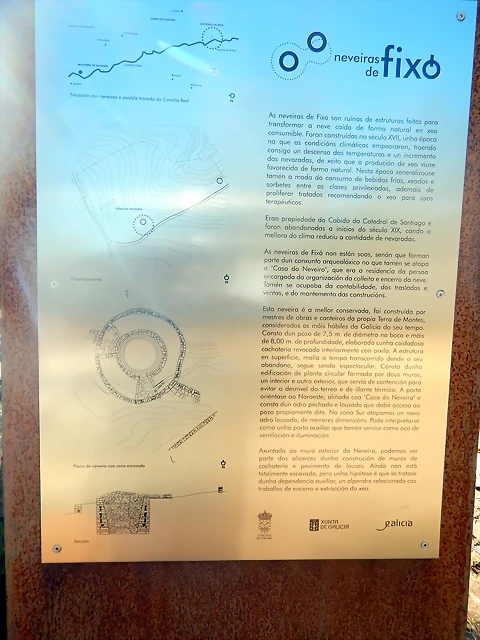 neveiras
de fixó
Situación das neveiras e posible trazado do Camiño Real
N
As neveiras de Fixó son ruínas de estruturas feitas para
transformar a neve caída de forma natural en xeo
consumible. Foron construídas no século XVII, unha época
na que as condicións climáticas empeoraron, traendo
consigo un descenso das temperaturas e un incremento
das nevaradas, de xeito que a produción de xeo viuse
favorecida de forma natural. Nesta época xeneralizouse
tamén a moda do consumo de bebidas frías, xeados e
sorbetes entre as clases privilexiadas, ademais de
proliferar tratados recomendando o xeo para usos
terapéuticos.
Eran propiedade do Cabido da Catedral de Santiago e
foron abandonadas a inicios do século XIX, cando a
mellora do clima reduciu a cantidade de nevaradas.
As neveiras de Fixó non están soas, senón que forman
parte dun conxunto arqueolóxico no que tamén se atopa
a "Casa do Neveiro", que era a residencia da persoa
encargada da organización da colleita e encerro da neve.
Tamén se ocupaba da contabilidade, dos traslados e
ventas, e do mantemento das construcións.
Esta neveira é a mellor conservada, foi construída por
mestres de obras e canteiros da propia Terra de Montes,
considerados os máis hábiles da Galicia do seu tempo.
Consta dun pozo de 7,5 m. de diámetro na boca e máis
de 8,00 m. de profundidade, elaborado cunha coidadosa
cachotería revocada interiormente con arxila. A estrutura
en superficie, malia o tempo transcorrido dende o seu
abandono, segue sendo espectacular. Consta dunha
edificación de planta circular formada por dous muros,
un interior e outro exterior, que servía de contención para
evitar o desnivel do terreo e de illante térmico. A porta
oriéntase ao Noroeste, aliñada coa "Casa do Neveiro" e
consta dun adro pechado e lousado que daba acceso ao
pozo propiamente dito. Na zona Sur atopamos un novo
adro lousado, de menores dimensións. Pode interpretarse
como unha porta auxiliar que tamén serviu como oco de
ventilación e iluminación.
Axuntada ao muro exterior da Neveira, podemos ver
parte dos alicerces dunha construción de muros de
cachotería e pavimento de lousas. Aínda non está
totalmente escavada, pero unha hipótese é que se tratase
dunha dependencia auxiliar, un alpendre relacionado cos
traballos de encerro e extracción do xeo.
Planta da neveira coa zona escavada
Sección
XUNTA
DE GALICIA
galicia